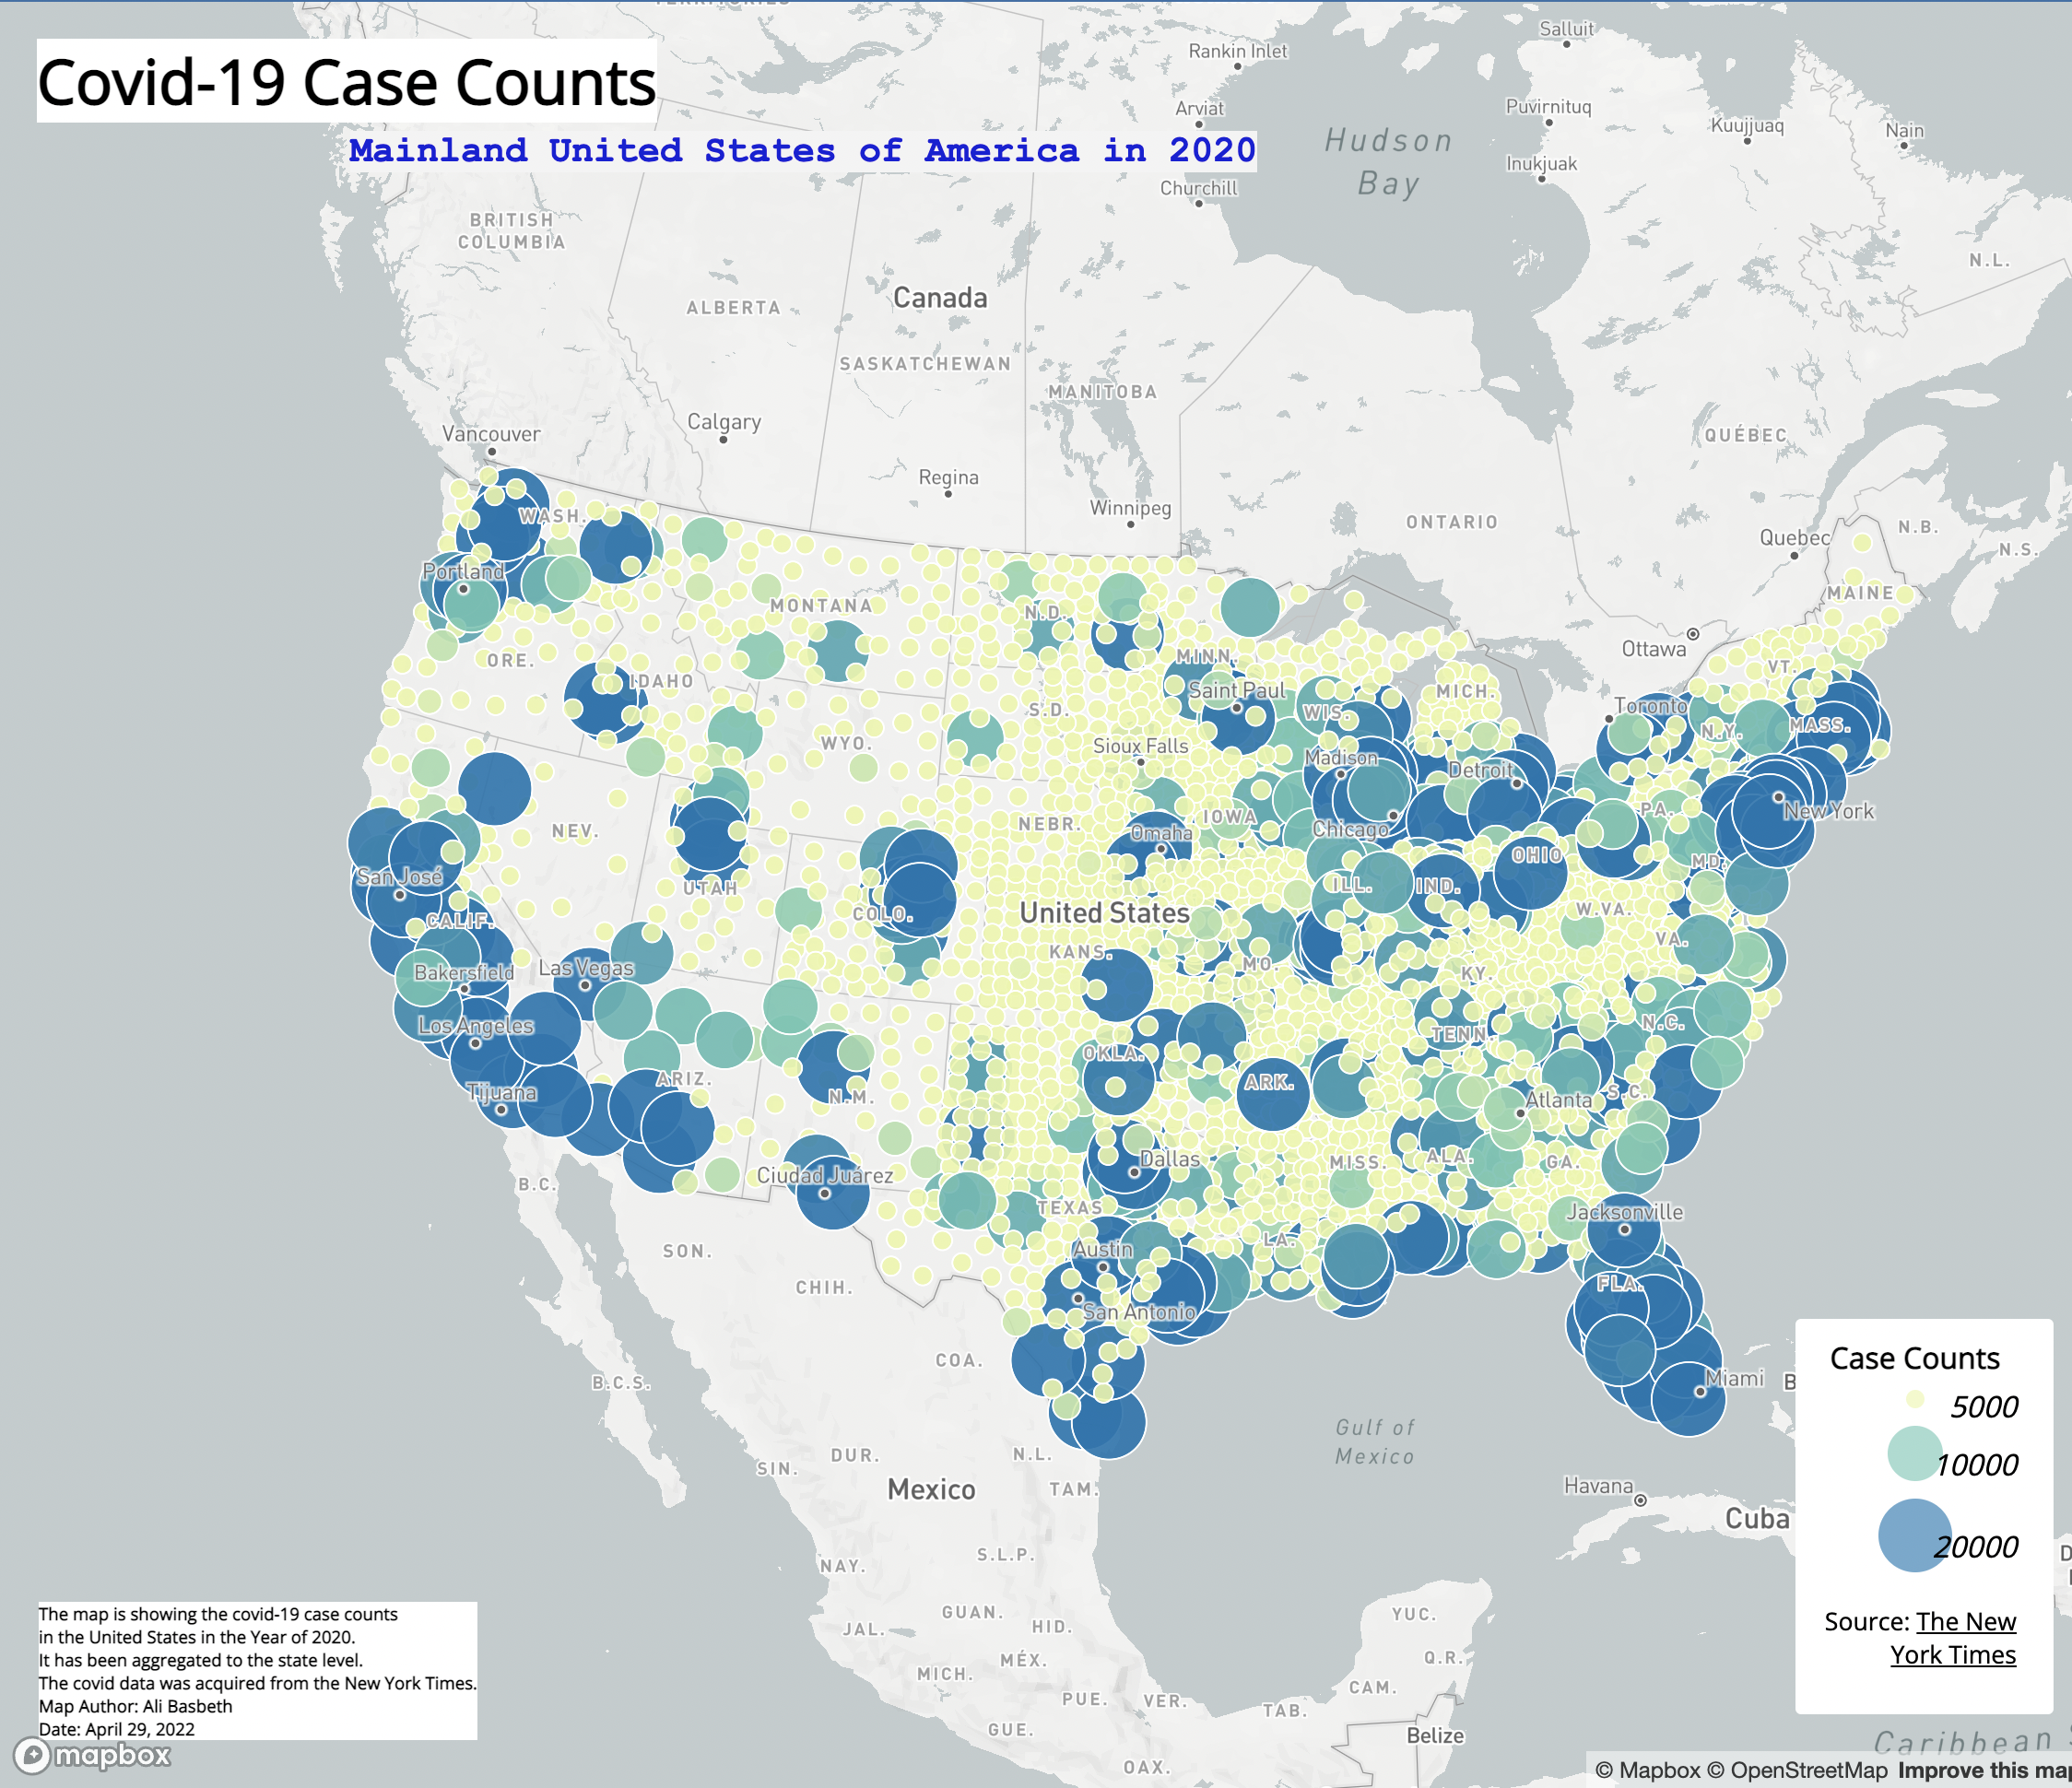 TERRITORIES
Salluit
Rankin Inlet
Covid-19 Case Counts
Arviat
Puvirnituq
Kuujjuaq
Nain
Hudson
Bay
Mainland United States of America in 2020
Inukjuak
Churchill
BRITISH
COLUMBIA
N.L.
Canada
ALBERTA
SASKATCHEWAN
MANITOBA
Calgary
Vancouver
QUÉBEC
Regina
Winnipeg
ONTARIO
WASH.
N.B.
Quebec
N.S.
Portland
MONTANA
N.D.
MAINE
Ottawa
ORE.
MINN.
VT.
IDAHO
Saint Paul
MICH.
S.D.
WIS.
Toronto
N.Y.
MASS.
WYO.
Sioux Falls
Madison
Detroit
NEV.
NEBR.
IOWA
PA.
New York
Omaha
Chicago
OHIO
MD.
San José
UTAH
ILL.
IND.
CALIF.
COLO.
United States
W.VA.
VA.
KANS.
MO.
Bakersfield
Las Vegas
KY.
Los Angeles
TENN.
N.C.
OKLA.
ARIZ.
ARK.
Tijuana
N.M.
S.C.
Atlanta
Dallas
MISS.
ALA.
GA.
B.C.
Ciudad Juárez
TEXAS
Jacksonville
SON.
Austin
LA.
CHIH.
FLA.
San Antonio
COA.
B.C.S.
Miami
B
Case Counts
5000
10000
20000
Source: The New
York Times
Gulf of
Mexico
DUR.
N.L.
SIN.
Mexico
TAM.
Havana
Cuba
S.L.P.
NAY.
GUAN.
HID.
YUC.
JAL.
MÉX.
Q.R.
MICH.
CAM.
PUE.
VER.
TAB.
GUE.
Belize
OAX.
Caribbean S
The map is showing the covid-19 case counts
in the United States in the Year of 2020.
It has been aggregated to the state level.
The covid data was acquired from the New York Times.
Map Author: Ali Basbeth
Date: April 29, 2022
mapbox
© Mapbox © OpenStreetMap Improve this ma